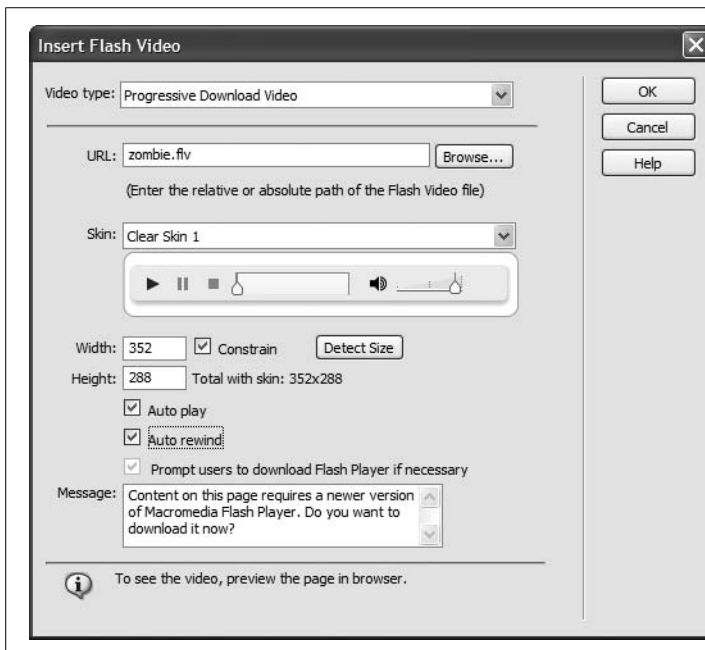 Insert Flash Video
Video type: Progressive Download Video
OK
Cancel
Help
URL: zombie.flv Browse...
(Enter the relative or absolute path of the Flash Video file)
Skin: Clear Skin 1
Width: 352 Constrain Detect Size
Height: 288 Total with skin: 352x288
Auto play
Auto rewind
Prompt users to download Flash Player if necessary
Message: Content on this page requires a newer version
of Macromedia Flash Player. Do you want to
download it now?
To see the video, preview the page in browser.